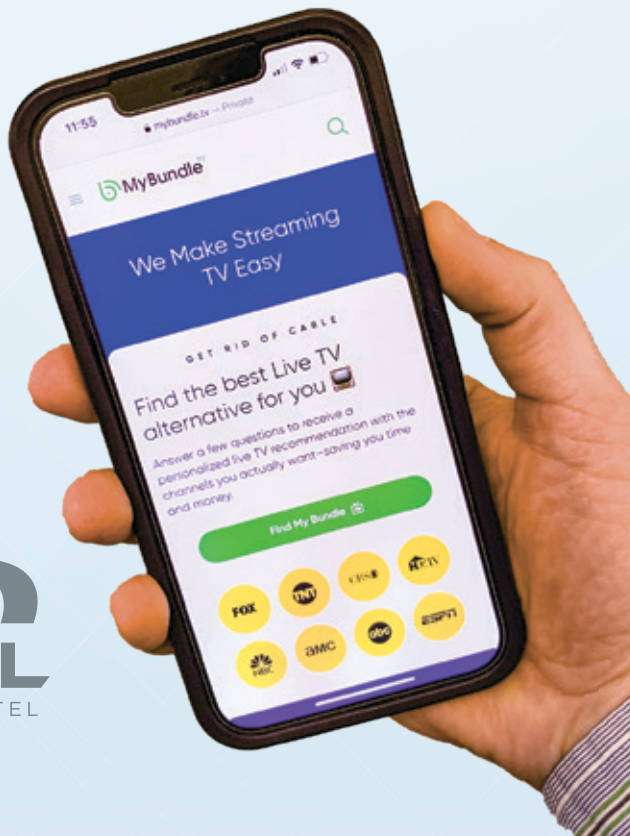 11:55
mybundle.tv — Private
MyBundle TV
We Make Streaming
TV Easy
GET RID OF CABLE
Find the best Live TV
alternative for you
Answer a few questions to receive a
personalized live TV recommendation with the
channels you actually want—saving you time
and money.
Find My Bundle
FOX
TNT
CBS
HGTV
NBC
aMC
abc
ESPN
L
TEL